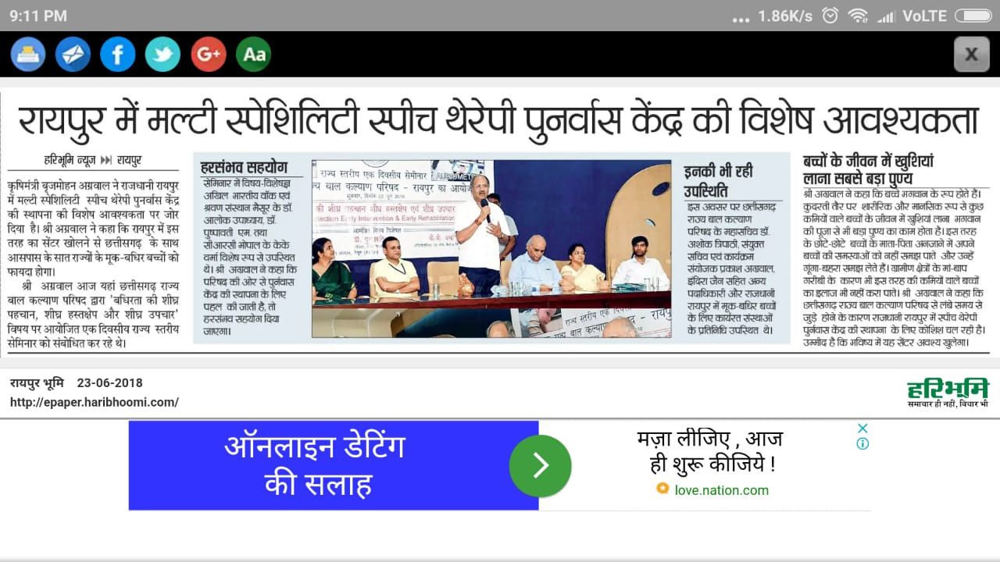 9:11 PM
... 1.86K/s VoLTE
f
G+
Aa
X
रायपुर में मल्टी स्पेशिलिटी स्पीच थेरेपी पुनर्वास केंद्र की विशेष आवश्यकता
हरिभूमि न्यूज ▶▶| रायपुर
कृषिमंत्री बृजमोहन अग्रवाल ने राजधानी रायपुर
में मल्टी स्पेशिलिटी स्पीच थेरेपी पुनर्वास केंद्र
की स्थापना की विशेष आवश्यकता पर जोर
दिया है। श्री अग्रवाल ने कहा कि रायपुर में इस
तरह का सेंटर खोलने से छत्तीसगढ़ के साथ
आसपास के सात राज्यों के मूक-बधिर बच्चों को
फायदा होगा।
श्री अग्रवाल आज यहां छत्तीसगढ़ राज्य
बाल कल्याण परिषद द्वारा 'बधिरता की शीघ्र
पहचान, शीघ्र हस्तक्षेप और शीघ्र उपचार'
विषय पर आयोजित एक दिवसीय राज्य स्तरीय
सेमिनार को संबोधित कर रहे थे।
हरसंभव सहयोग
सेमिनार में विषय-विशेषज्ञ
अखिल भारतीय वॉक एवं
श्रवण संस्थान मैसूर के डॉ.
आलोक उपाध्याय, डॉ.
पुष्पावती एम. तथा
सीआरसी भोपाल के केके
वर्मा विशेष रूप से उपस्थित
थे। श्री अग्रवाल ने कहा कि
परिषद की ओर से पुर्नवास
केंद्र की स्थापना के लिए
पहल की जाती है, तो
हरसंभव सहयोग दिया
जाएगा।
राज्य स्तरीय एक दिवसीय सेमीनार
AUDIOMET
य बाल कल्याण परिषद - रायपुर का आयोज
की शीघ्र पहचान शीघ्र हस्तक्षेप एवं शीघ्र उपचार
tection Early Intervention & Early Rehabilitation
आमंत्रित विषय विशेषज्ञ
इनकी भी रही
उपस्थिति
इस अवसर पर छत्तीसगढ़
राज्य बाल कल्याण
परिषद के महासचिव डॉ.
अशोक त्रिपाठी, संयुक्त
सचिव एवं कार्यक्रम
संयोजक प्रकाश अग्रवाल,
इंदिरा जैन सहित अन्य
पदाधिकारी और राजधानी
रायपुर में मूक-बधिर बच्चों
के लिए कार्यरत संस्थाओं
के प्रतिनिधि उपस्थित थे।
बच्चों के जीवन में खुशियां
लाना सबसे बड़ा पुण्य
श्री अग्रवाल ने कहा कि बच्चे भगवान के रूप होते हैं।
कुदरती तौर पर शारीरिक और मानसिक रूप से कुछ
कमियों वाले बच्चों के जीवन में खुशियां लाना भगवान
की पूजा से भी बड़ा पुण्य का काम होता है। इस तरह
के छोटे-छोटे बच्चों के माता-पिता अनजाने में अपने
बच्चों की समस्याओं को नहीं समझ पाते और उन्हें
गूंगा-बहरा समझ लेते हैं। ग्रामीण क्षेत्रों के मां-बाप
गरीबी के कारण भी इस तरह की कमियों वाले बच्चों
का इलाज भी नहीं करा पाते। श्री अग्रवाल ने कहा कि
छत्तीसगढ़ राज्य बाल कल्याण परिषद से लंबे समय से
जुड़े होने के कारण राजधानी रायपुर में स्पीच थेरेपी
पुर्नवास केंद्र की स्थापना के लिए कोशिश चल रही है।
उम्मीद है कि भविष्य में यह सेंटर अवश्य खुलेगा।
रायपुर भूमि 23-06-2018
http://epaper.haribhoomi.com/
हरिभूमि
समाचार ही नहीं, विचार भी
ऑनलाइन डेटिंग
की सलाह
मज़ा लीजिए , आज
ही शुरू कीजिये !
love.nation.com